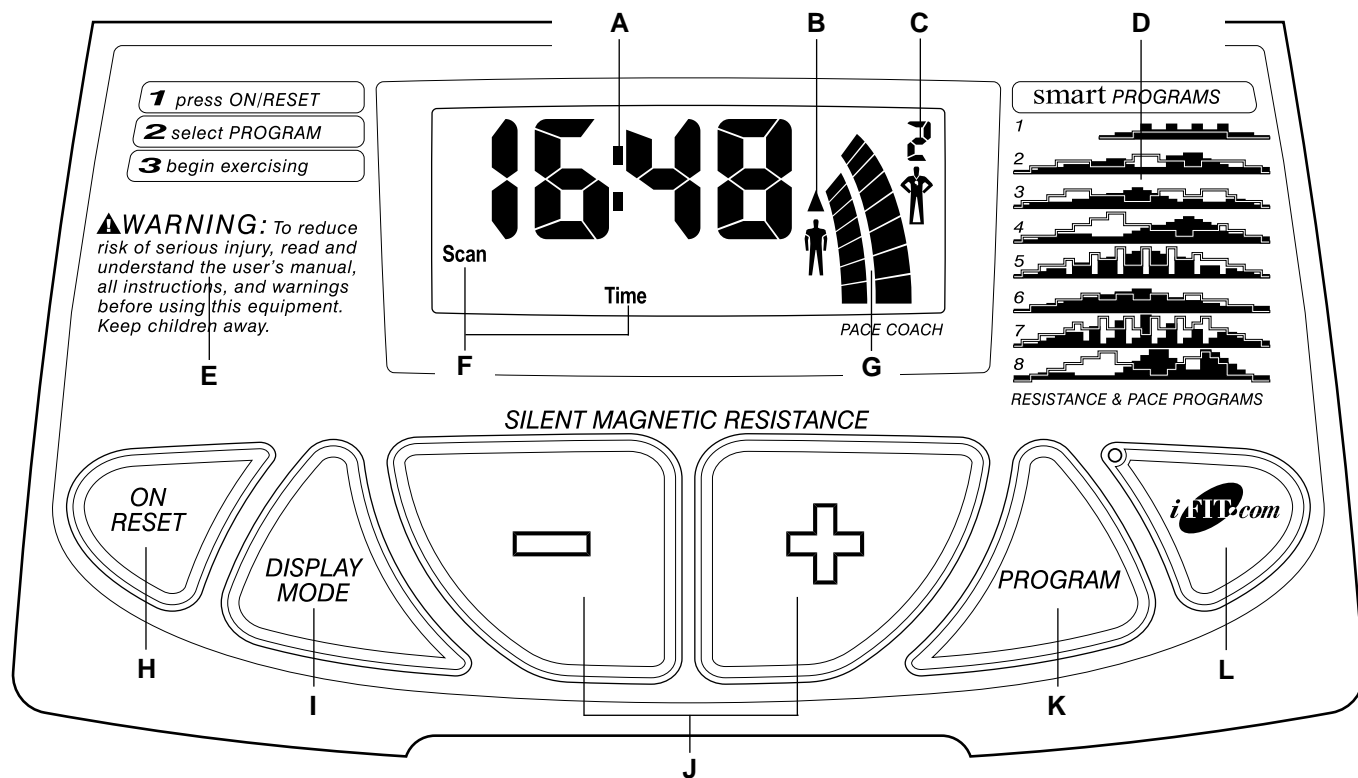 A
B
C
D
1 press ON/RESET
2 select PROGRAM
3 begin exercising
WARNING: To reduce
risk of serious injury, read and
understand the user's manual,
all instructions, and warnings
before using this equipment.
Keep children away.
E
16:48
2
Scan
Time
PACE COACH
F
G
smart PROGRAMS
1
2
3
4
5
6
7
8
RESISTANCE & PACE PROGRAMS
SILENT MAGNETIC RESISTANCE
ON
RESET
DISPLAY
MODE
−
+
PROGRAM
iFIT.com
H
I
J
K
L